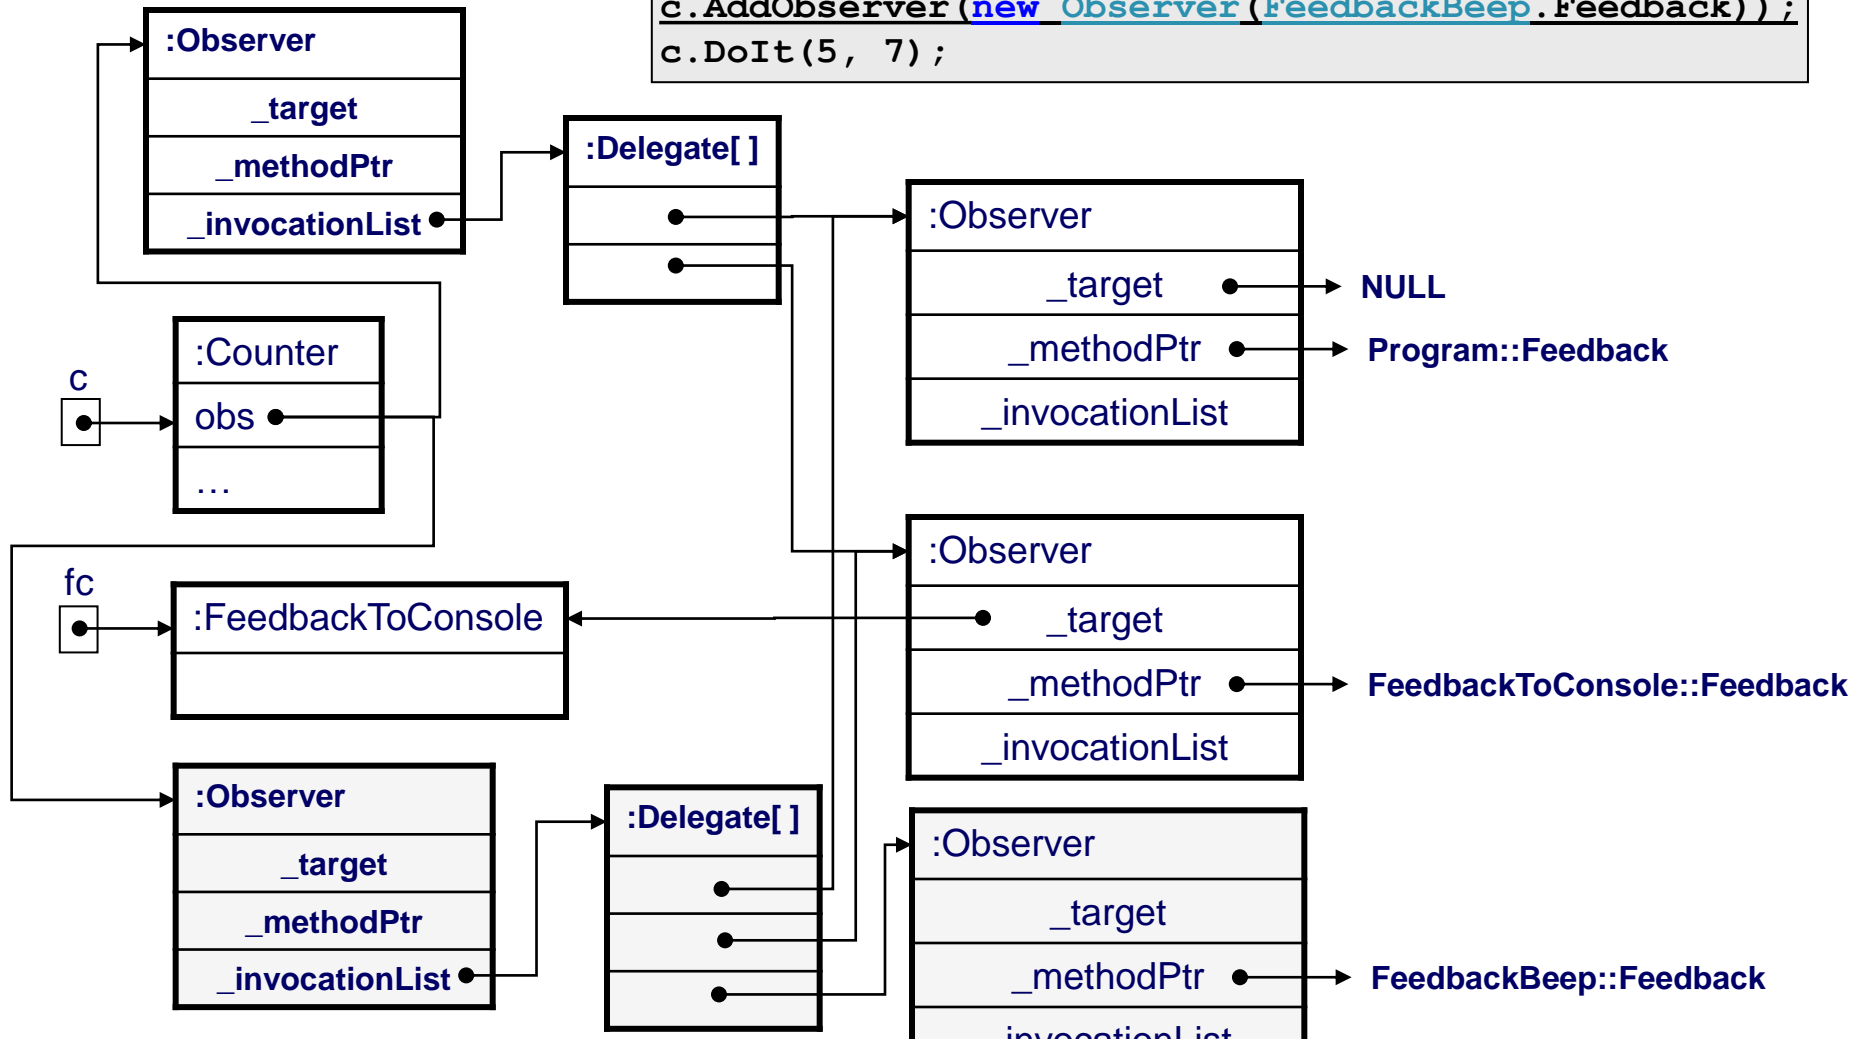 c.AddObserver(new Observer(FeedbackBeep.Feedback));
c.DoIt(5, 7);
:Observer
_target
_methodPtr
_invocationList
:Delegate[ ]
:Observer
_target
NULL
_methodPtr
Program::Feedback
_invocationList
:Counter
c
obs
...
:Observer
_target
_methodPtr
FeedbackToConsole::Feedback
_invocationList
fc
:FeedbackToConsole
:Observer
_target
_methodPtr
_invocationList
:Delegate[ ]
:Observer
_target
_methodPtr
FeedbackBeep::Feedback
invocationList